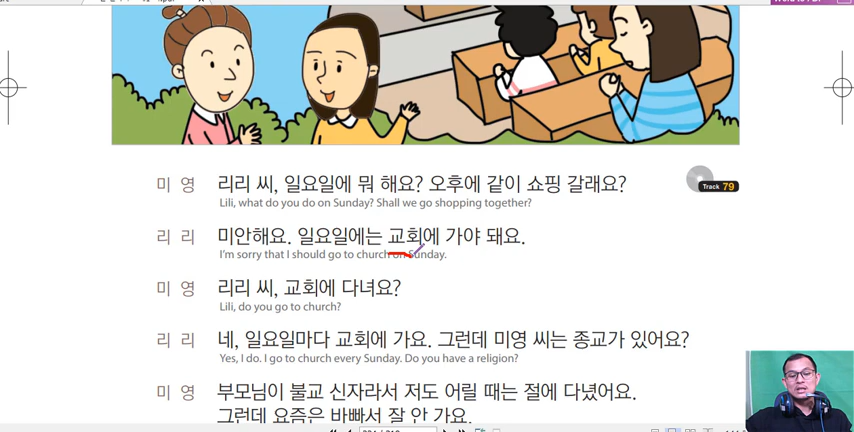 미 영 리리 씨, 일요일에 뭐 해요? 오후에 같이 쇼핑 갈래요?
Lili, what do you do on Sunday? Shall we go shopping together?
Track 79
리 리 미안해요. 일요일에는 교회에 가야 돼요.
I'm sorry that I should go to church on Sunday.
미 영 리리 씨, 교회에 다녀요?
Lili, do you go to church?
리 리 네, 일요일마다 교회에 가요. 그런데 미영 씨는 종교가 있어요?
Yes, I do. I go to church every Sunday. Do you have a religion?
미 영 부모님이 불교 신자라서 저도 어릴 때는 절에 다녔어요.
그런데 요즘은 바빠서 잘 안 가요.